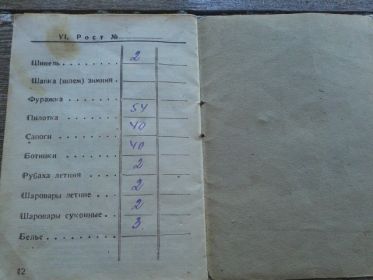 VI. Рост №
Шинель 2
Шапка (шлем) зимняя
Фуражка
Пилотка 54
Сапоги 40
Ботинки 40
Рубаха летняя 2
Шаровары летние 2
Шаровары суконные 2
Белье 3
12